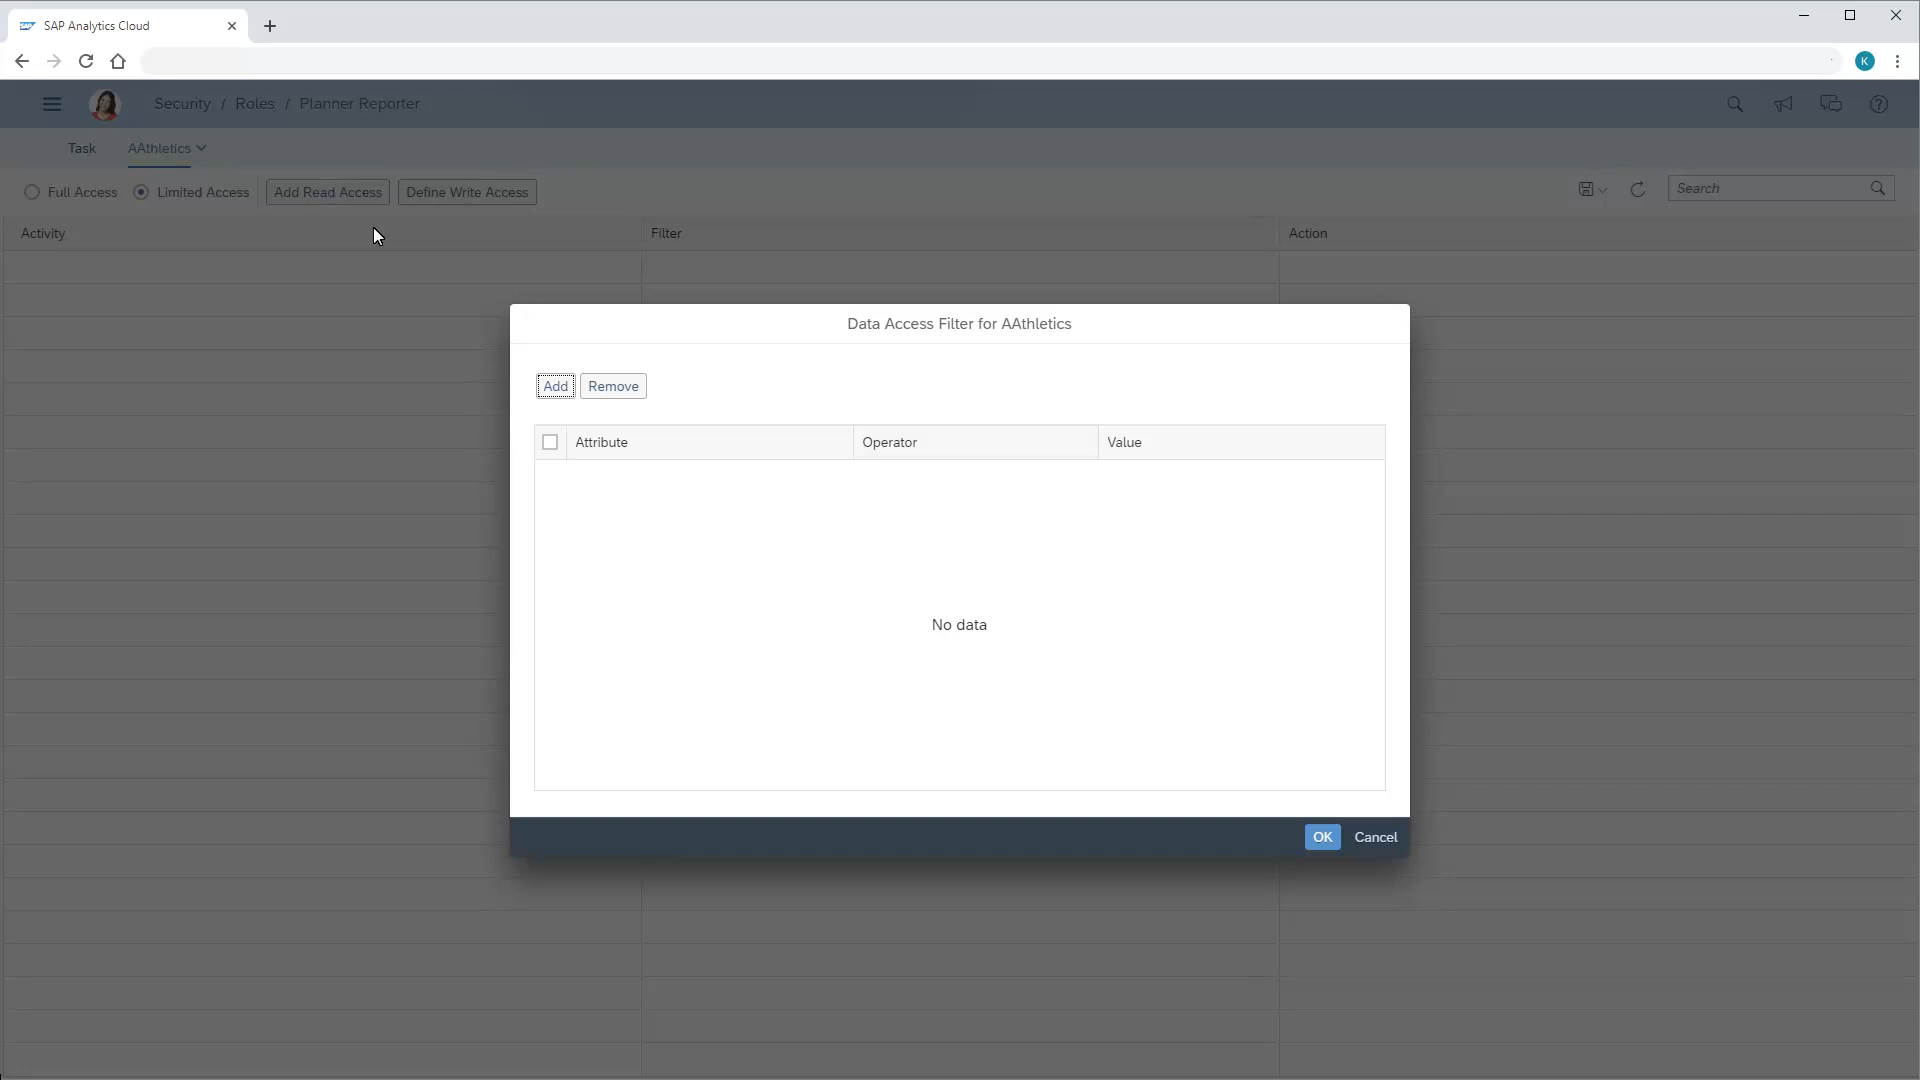 SAP Analytics Cloud
K
Security / Roles / Planner Reporter
Task AAthletics
Full Access Limited Access Add Read Access Define Write Access Search
Activity Filter Action
Data Access Filter for AAthletics
Add Remove
Attribute Operator Value
No data
OK Cancel